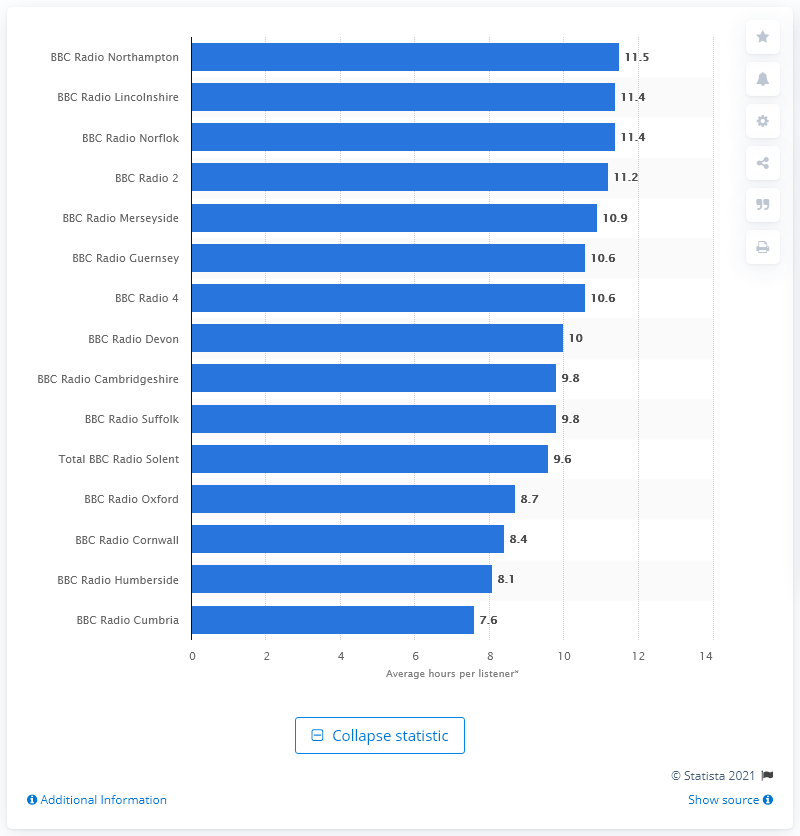 BBC Radio Northampton 11.5
BBC Radio Lincolnshire 11.4
BBC Radio Norflok 11.4
BBC Radio 2 11.2
BBC Radio Merseyside 10.9
BBC Radio Guernsey 10.6
BBC Radio 4 10.6
BBC Radio Devon 10
BBC Radio Cambridgeshire 9.8
BBC Radio Suffolk 9.8
Total BBC Radio Solent 9.6
BBC Radio Oxford 8.7
BBC Radio Cornwall 8.4
BBC Radio Humberside 8.1
BBC Radio Cumbria 7.6
0 2 4 6 8 10 12 14
Average hours per listener*
Collapse statistic
© Statista 2021
Additional Information Show source